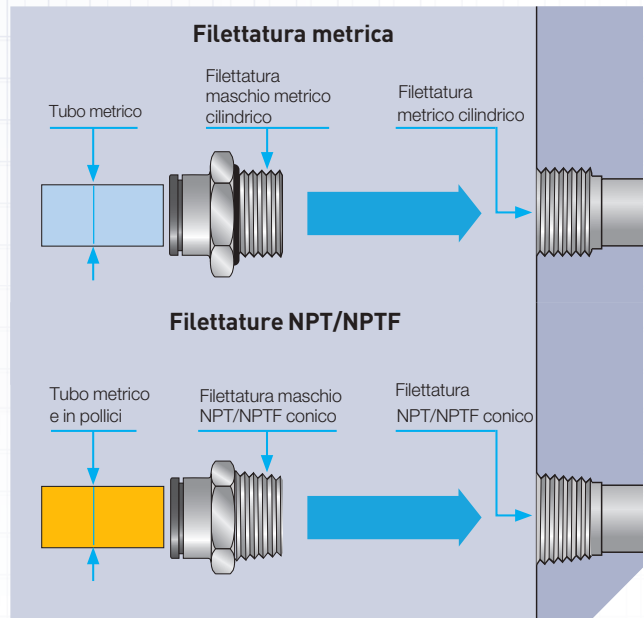 Filettatura metrica
Tubo metrico
Filettatura
maschio metrico
cilindrico
Filettatura
metrico cilindrico
Filettature NPT/NPTF
Tubo metrico
e in pollici
Filettatura maschio
NPT/NPTF conico
Filettatura
NPT/NPTF conico